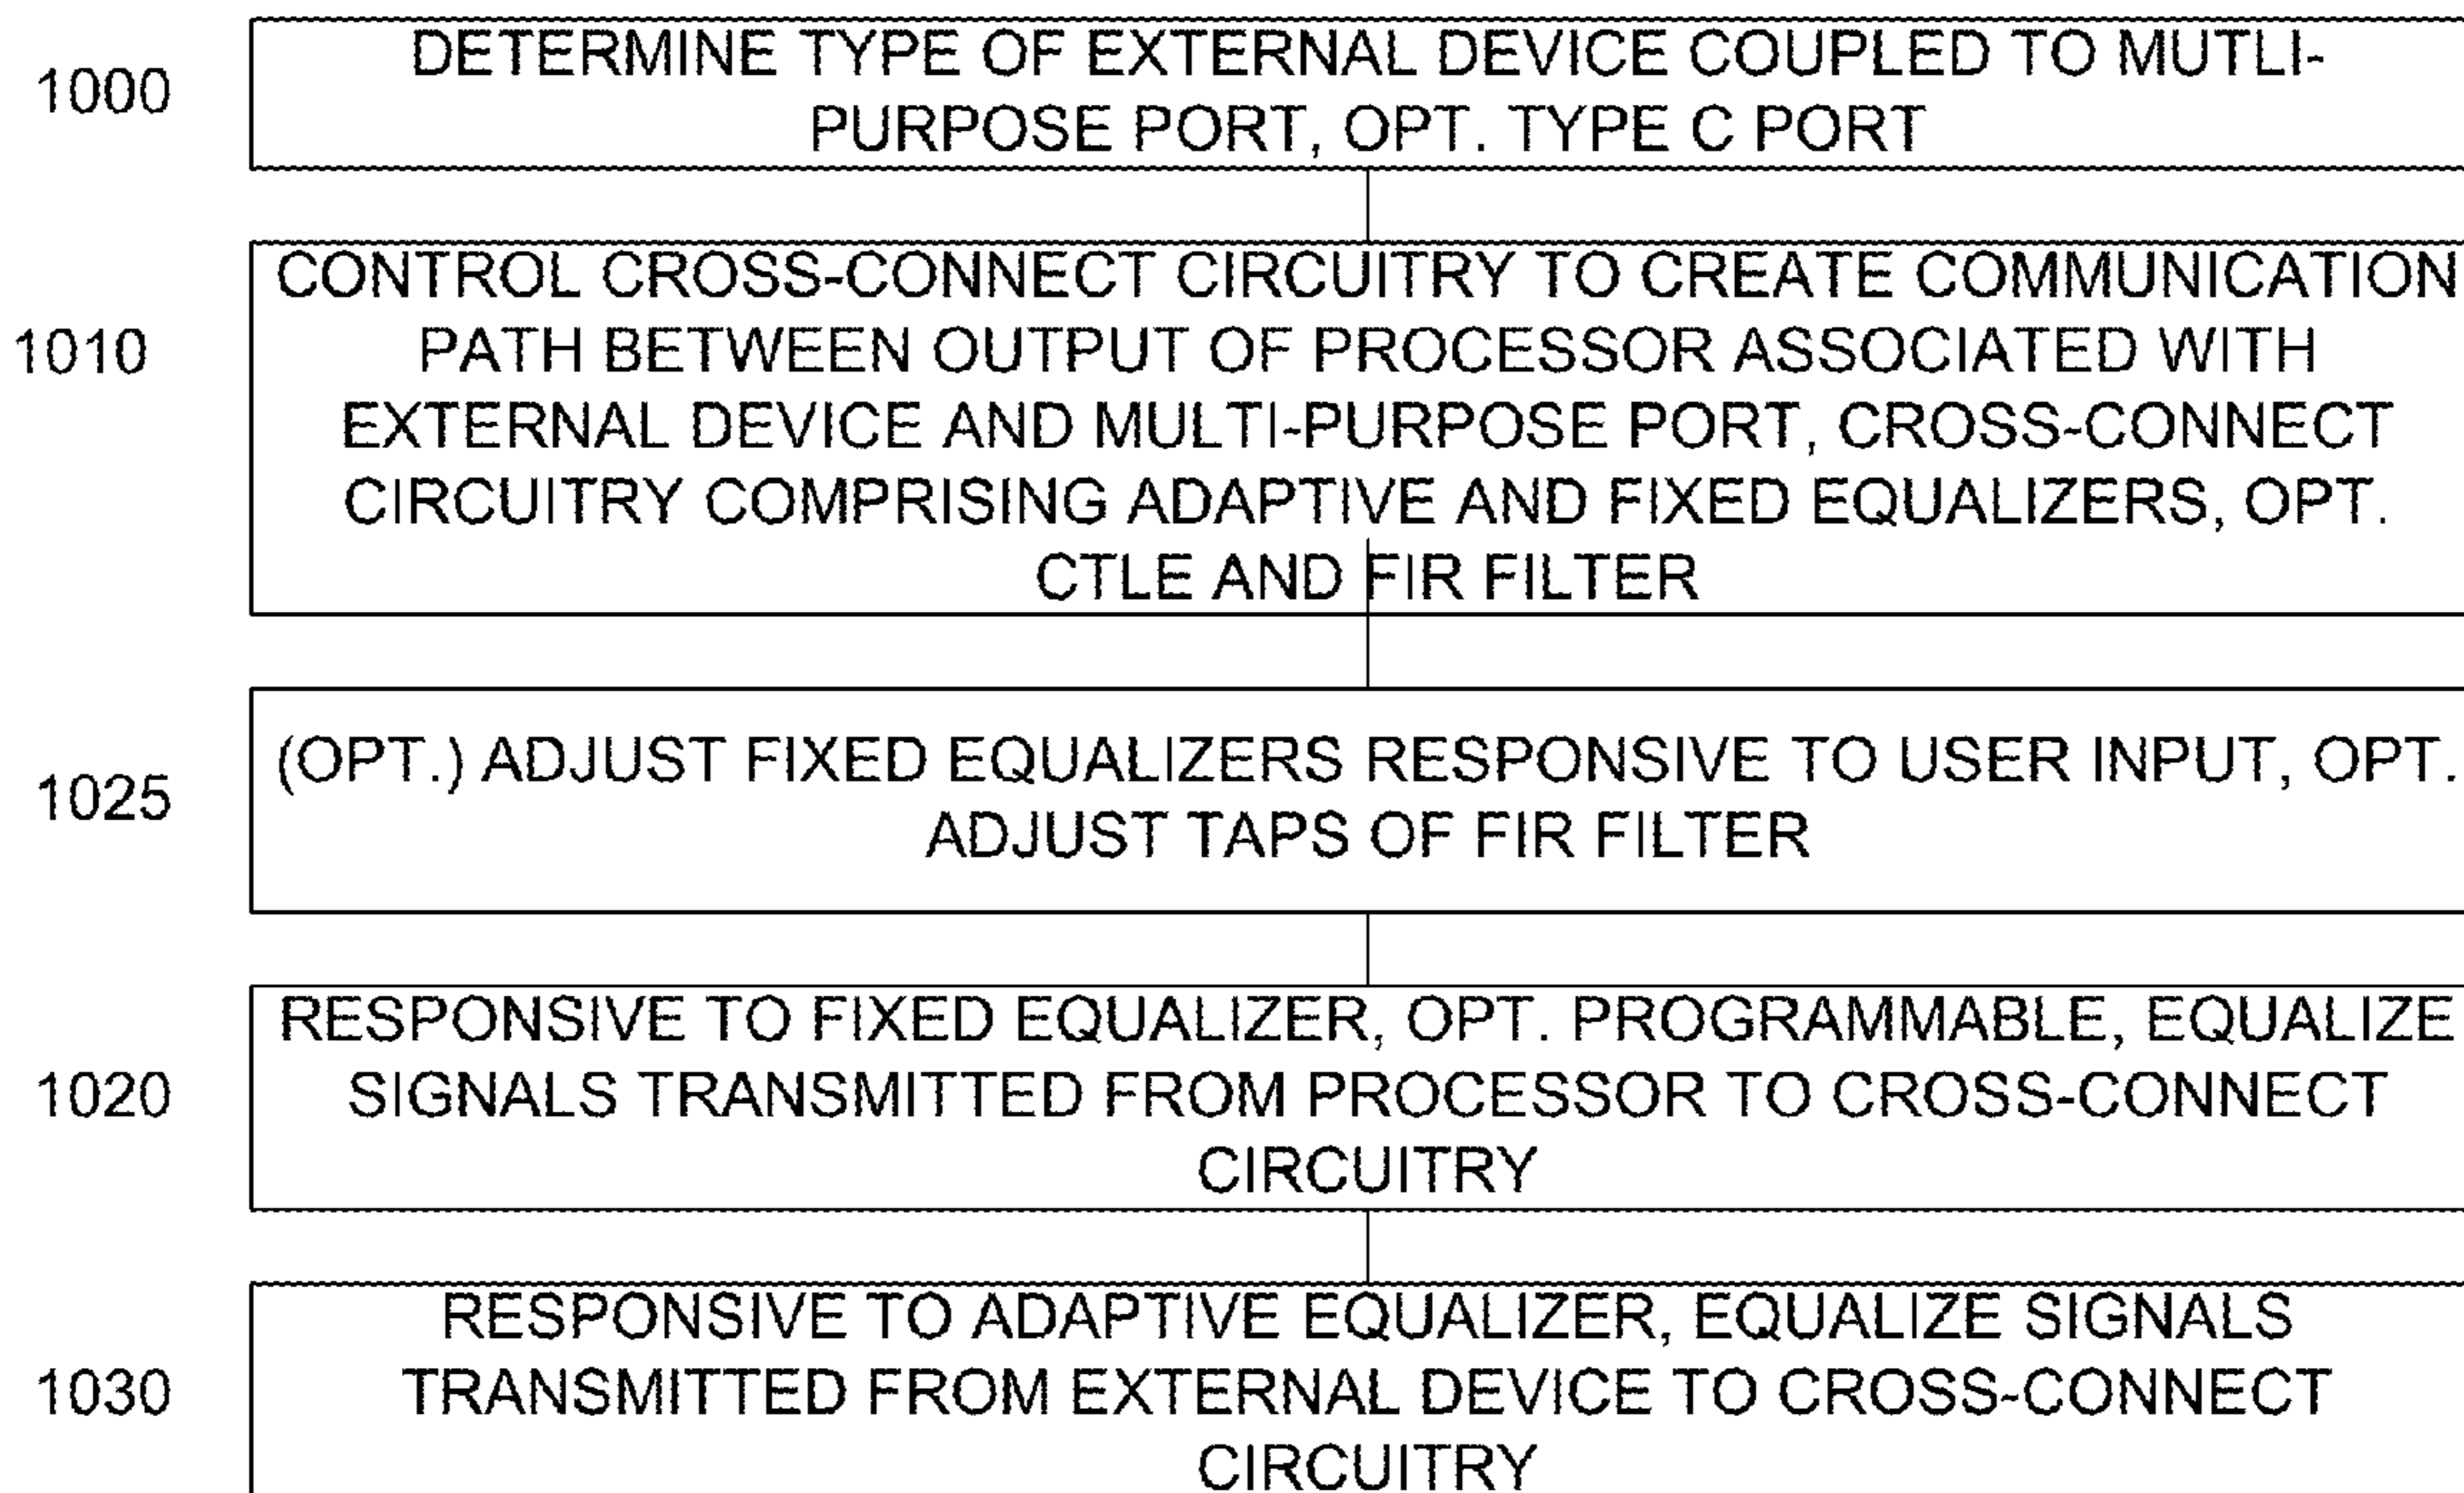 1000
DETERMINE TYPE OF EXTERNAL DEVICE COUPLED TO MUTLI-
PURPOSE PORT, OPT. TYPE C PORT
1010
CONTROL CROSS-CONNECT CIRCUITRY TO CREATE COMMUNICATION
PATH BETWEEN OUTPUT OF PROCESSOR ASSOCIATED WITH
EXTERNAL DEVICE AND MULTI-PURPOSE PORT, CROSS-CONNECT
CIRCUITRY COMPRISING ADAPTIVE AND FIXED EQUALIZERS, OPT.
CTLE AND FIR FILTER
1025
(OPT.) ADJUST FIXED EQUALIZERS RESPONSIVE TO USER INPUT, OPT.
ADJUST TAPS OF FIR FILTER
1020
RESPONSIVE TO FIXED EQUALIZER, OPT. PROGRAMMABLE, EQUALIZE
SIGNALS TRANSMITTED FROM PROCESSOR TO CROSS-CONNECT
CIRCUITRY
1030
RESPONSIVE TO ADAPTIVE EQUALIZER, EQUALIZE SIGNALS
TRANSMITTED FROM EXTERNAL DEVICE TO CROSS-CONNECT
CIRCUITRY